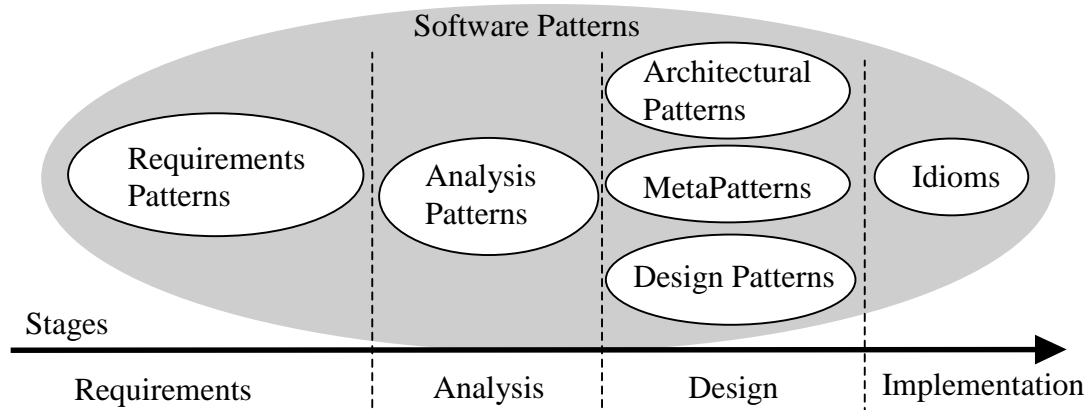 Software Patterns
Requirements
Patterns
Analysis
Patterns
Architectural
Patterns
MetaPatterns
Design Patterns
Idioms
Stages
Requirements
Analysis
Design
Implementation